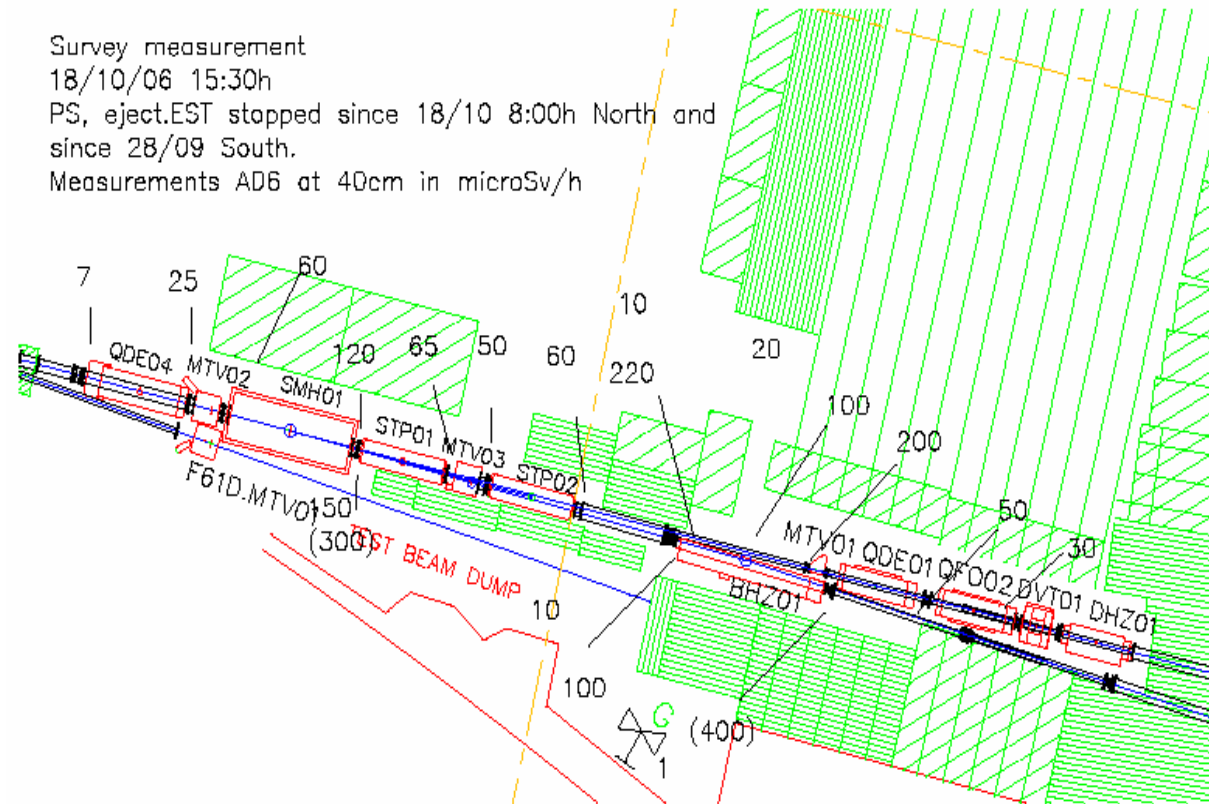 Survey measurement
18/10/06 15:30h
PS, eject.EST stopped since 18/10 8:00h North and
since 28/09 South.
Measurements AD6 at 40cm in microSv/h
7
25
60
10
QDE04
MTV02
SMH01
120
65
50
60
220
20
100
200
STP01
MTV03
STP02
F61D.MTV01
150
(300)
TEST BEAM DUMP
MTV01
QDE01
QFO02
DVT01
DHZ01
50
30
BHZ01
10
100
G
(400)
1